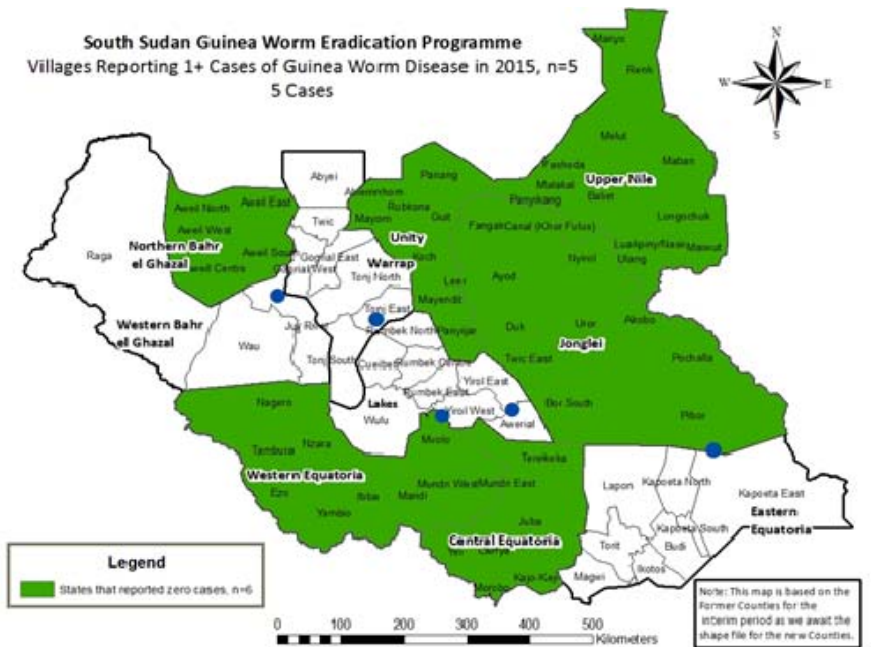 South Sudan Guinea Worm Eradication Programme
Villages Reporting 1+ Cases of Guinea Worm Disease in 2015, n=5
5 Cases
N
W
E
S
Manyo
Renk
Melut
Maban
Fashoda
Malakal
Upper Nile
Baliet
Panyikang
Longochuk
Fangak
Canal (Khor Fulus)
Luakpiny/Nasir
Maiwut
Ulang
Nyirol
Abyei
Pariang
Abiemnhom
Rubkona
Mayom
Guit
Unity
Koch
Leer
Mayendit
Panyijar
Ayod
Duk
Uror
Akobo
Jonglei
Twic East
Pochalla
Bor South
Pibor
Aweil North
Aweil East
Aweil West
Northern Bahr
el Ghazal
Aweil South
Aweil Centre
Raga
Western Bahr
ell Ghazal
Wau
Jur River
Twic
Gogrial East
Gogrial West
Warrap
Tonj North
Tonj East
Tonj South
Rumbek North
Cueibet
Rumbek Centre
Rumbek East
Lakes
Wulu
Yirol East
Yirol West
Awerial
Nagero
Tambura
Nzara
Western Equatoria
Ezo
Yambio
Ibba
Maridi
Mvolo
Mundri West
Mundri East
Terekeka
Juba
Central Equatoria
Yei
Lainya
Morobo
Kajo-Keji
Lapon
Kapoeta North
Kapoeta East
Eastern
Equatoria
Kapoeta South
Torit
Budi
Ikotos
Magwi
Legend
States that reported zero cases, n=6
0
100
200
300
400
500
Kilometers
Note: This map is based on the
Former Counties for the
interim period as we await the
shape file for the new Counties.